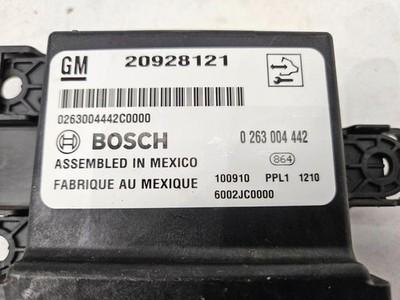 GM 20928121
0263004442C0000
BOSCH 0 263 004 442
ASSEMBLED IN MEXICO 864
FABRIQUE AU MEXIQUE 100910 PPL1 1210
6002JC0000